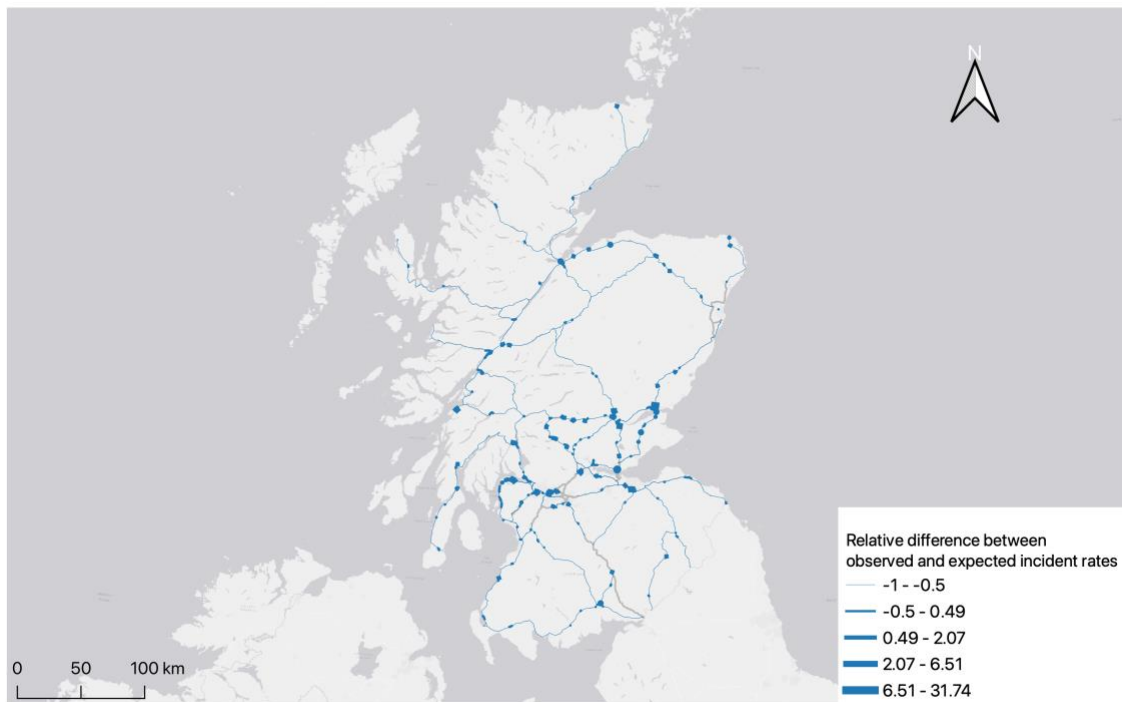 N
Relative difference between
observed and expected incident rates
-1 - -0.5
-0.5 - 0.49
0.49 - 2.07
2.07 - 6.51
6.51 - 31.74
0 50 100 km